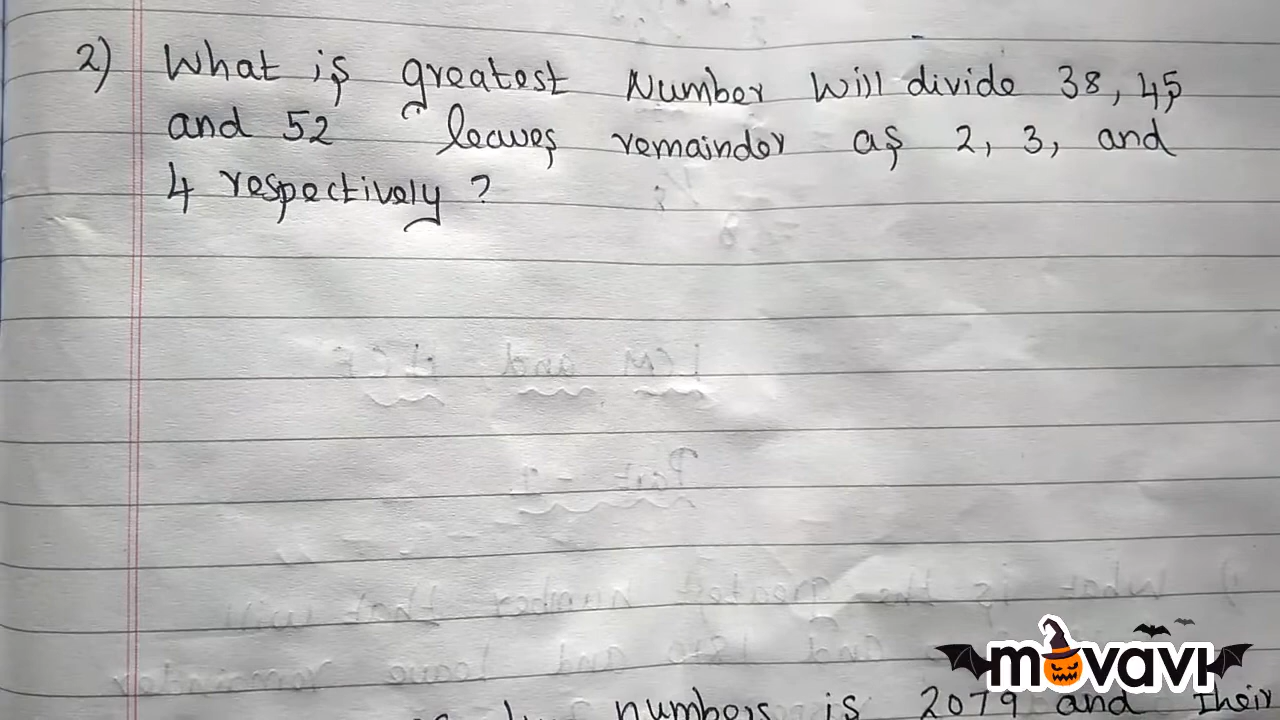 2) What is greatest Number Will divide 38, 45
and 52 leaves remainder as 2, 3, and
4 respectively ?
numbers is 2079 and Their
movavi